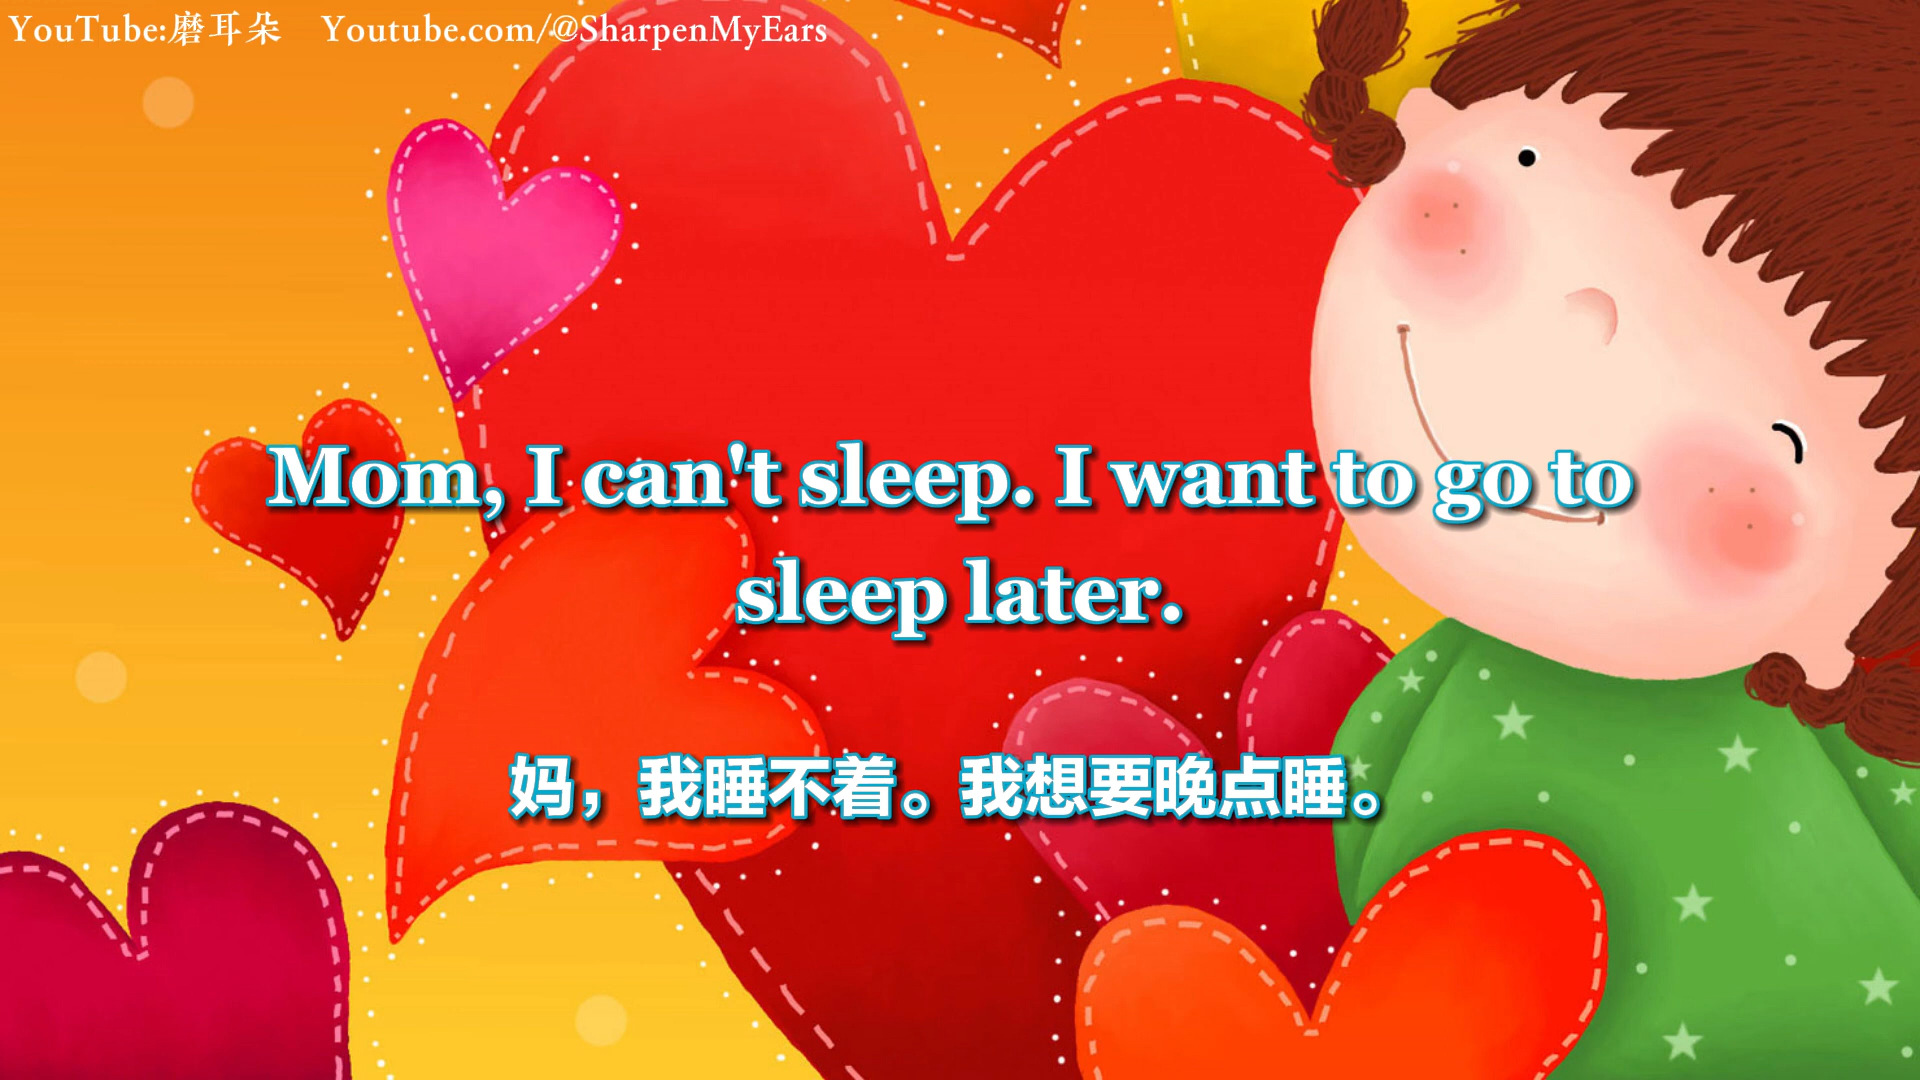 YouTube:磨耳朵 Youtube.com/@SharpenMyEars
Mom, I can't sleep. I want to go to
sleep later.
妈，我睡不着。我想要晚点睡。